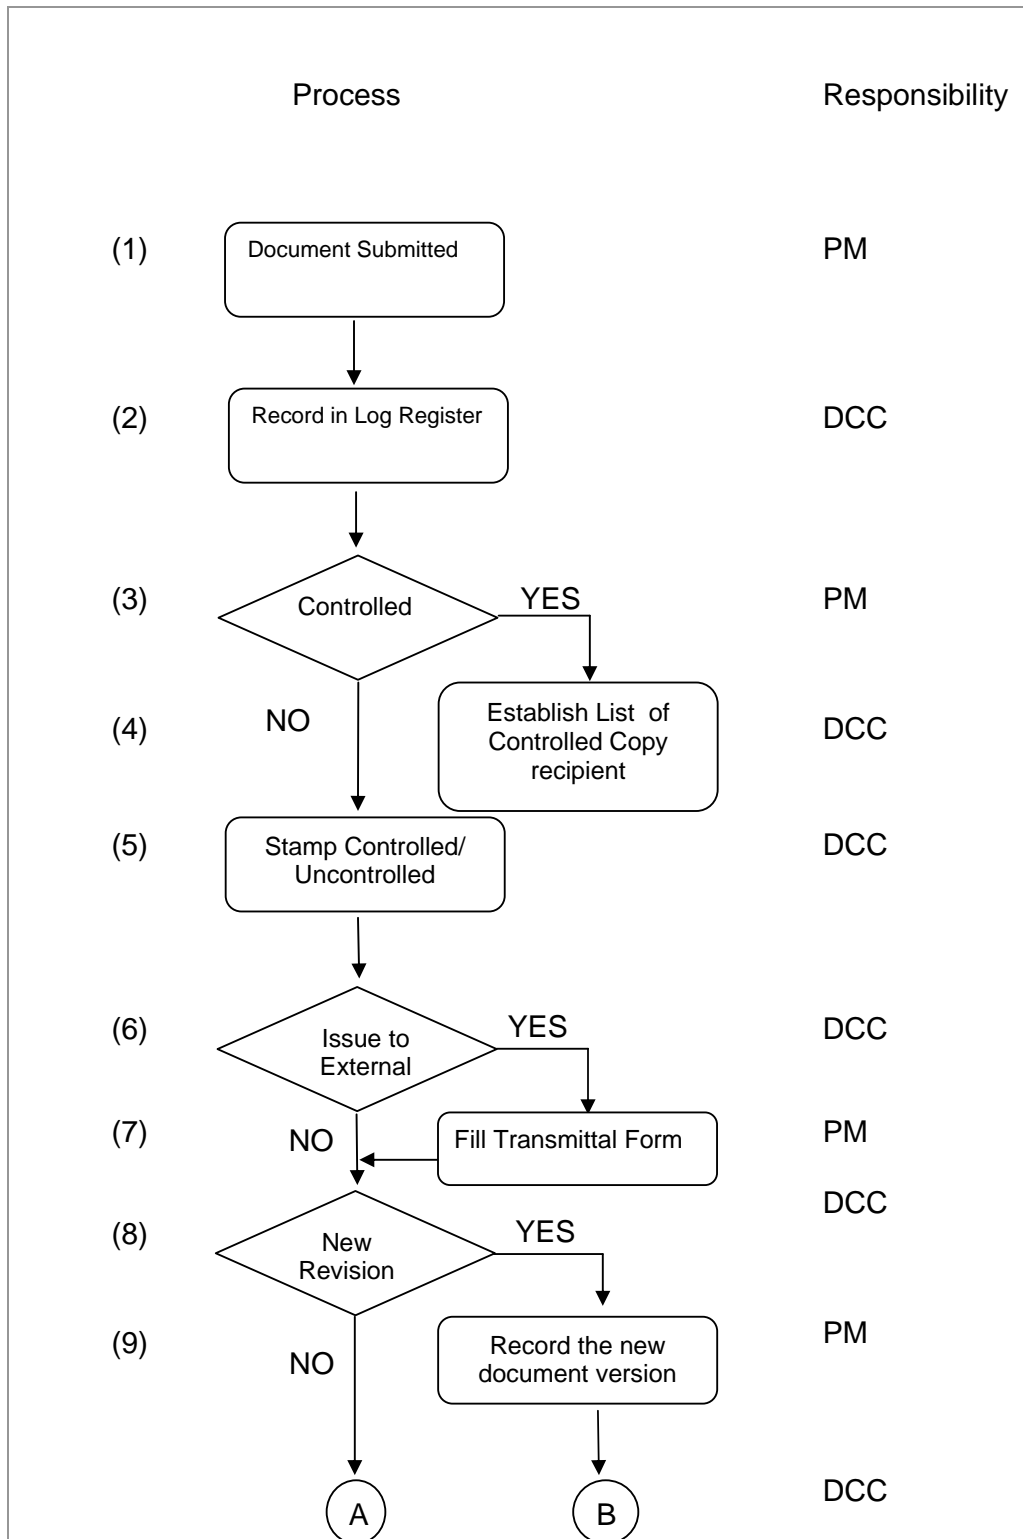 Process Responsibility
(1) Document Submitted PM
(2) Record in Log Register DCC
(3) Controlled YES PM
(4) NO Establish List of DCC
Controlled Copy
recipient
(5) Stamp Controlled/ DCC
Uncontrolled
(6) Issue to YES DCC
External
(7) NO Fill Transmittal Form PM
DCC
(8) New YES
Revision
(9) NO Record the new PM
document version
A B DCC